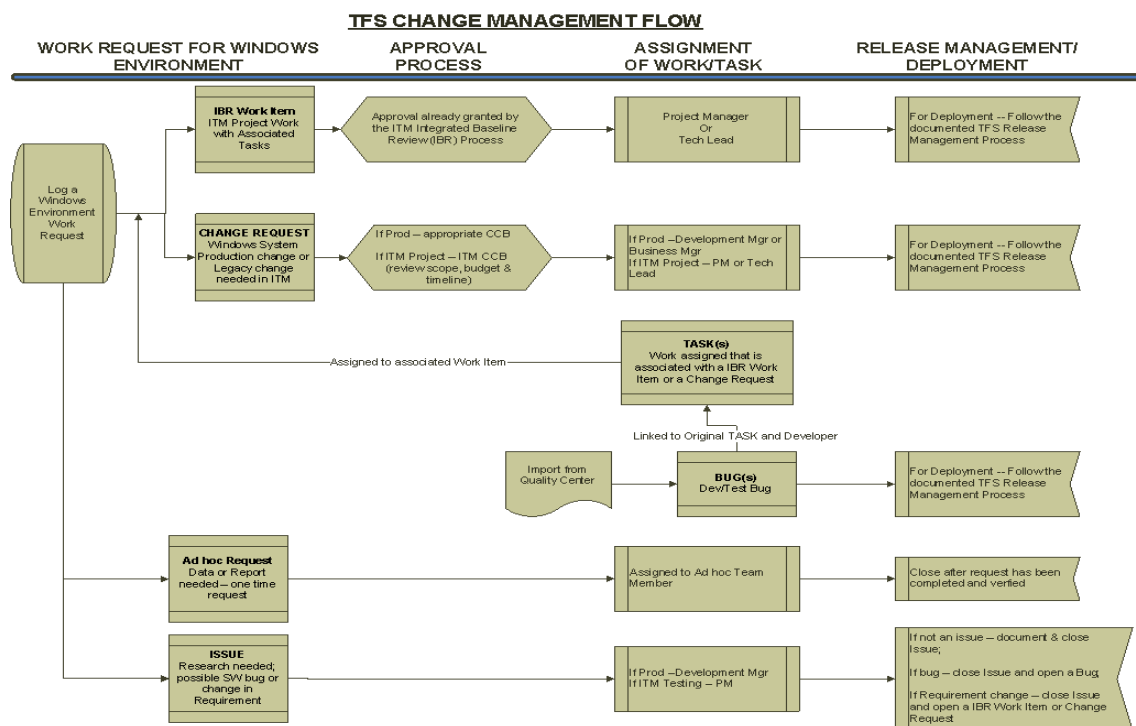 TFS CHANGE MANAGEMENT FLOW
WORK REQUEST FOR WINDOWS
ENVIRONMENT
APPROVAL
PROCESS
ASSIGNMENT
OF WORK/TASK
RELEASE MANAGEMENT/
DEPLOYMENT
Log a
Windows
Environment
Work
Request
IBR Work Item
ITM Project Work
with Associated
Tasks
Approval already granted by
the ITM Integrated Baseline
Review (IBR) Process
Project Manager
Or
Tech Lead
For Deployment -- Follow the
documented TFS Release
Management Process
CHANGE REQUEST
Windows System
Production change or
Legacy change
needed in ITM
If Prod – appropriate CCB
If ITM Project – ITM CCB
(review scope, budget &
timeline)
If Prod –Development Mgr or
Business Mgr
If ITM Project – PM or Tech
Lead
For Deployment -- Follow the
documented TFS Release
Management Process
TASK(s)
Work assigned that is
associated with a IBR Work
Item or a Change Request
Assigned to associated Work Item
Linked to Original TASK and Developer
Import from
Quality Center
BUG(s)
Dev/Test Bug
For Deployment -- Follow the
documented TFS Release
Management Process
Ad hoc Request
Data or Report
needed – one time
request
Assigned to Ad hoc Team
Member
Close after request has been
completed and verfied
ISSUE
Research needed;
possible SW bug or
change in
Requirement
If Prod –Development Mgr
If ITM Testing – PM
If not an issue – document & close
Issue;
If bug – close Issue and open a Bug;
If Requirement change – close Issue
and open a IBR Work Item or Change
Request